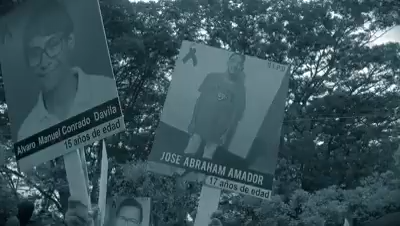 Alvaro Manuel Conrado Davila
15 años de edad
JOSE ABRAHAM AMADOR
17 años de edad